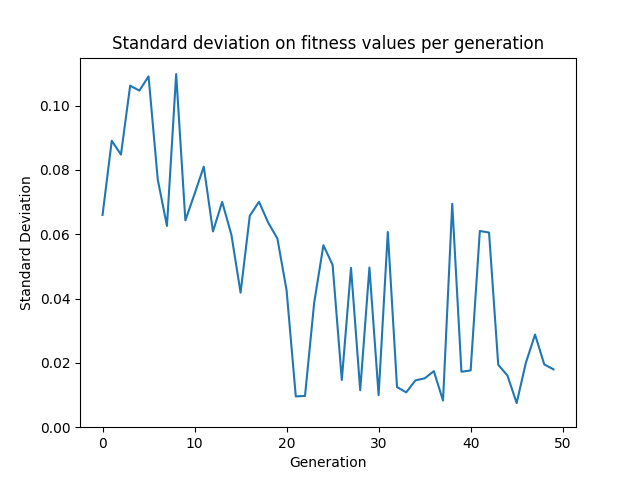 Standard deviation on fitness values per generation
0.10
0.08
0.06
0.04
0.02
0.00
Standard Deviation
0 10 20 30 40 50
Generation